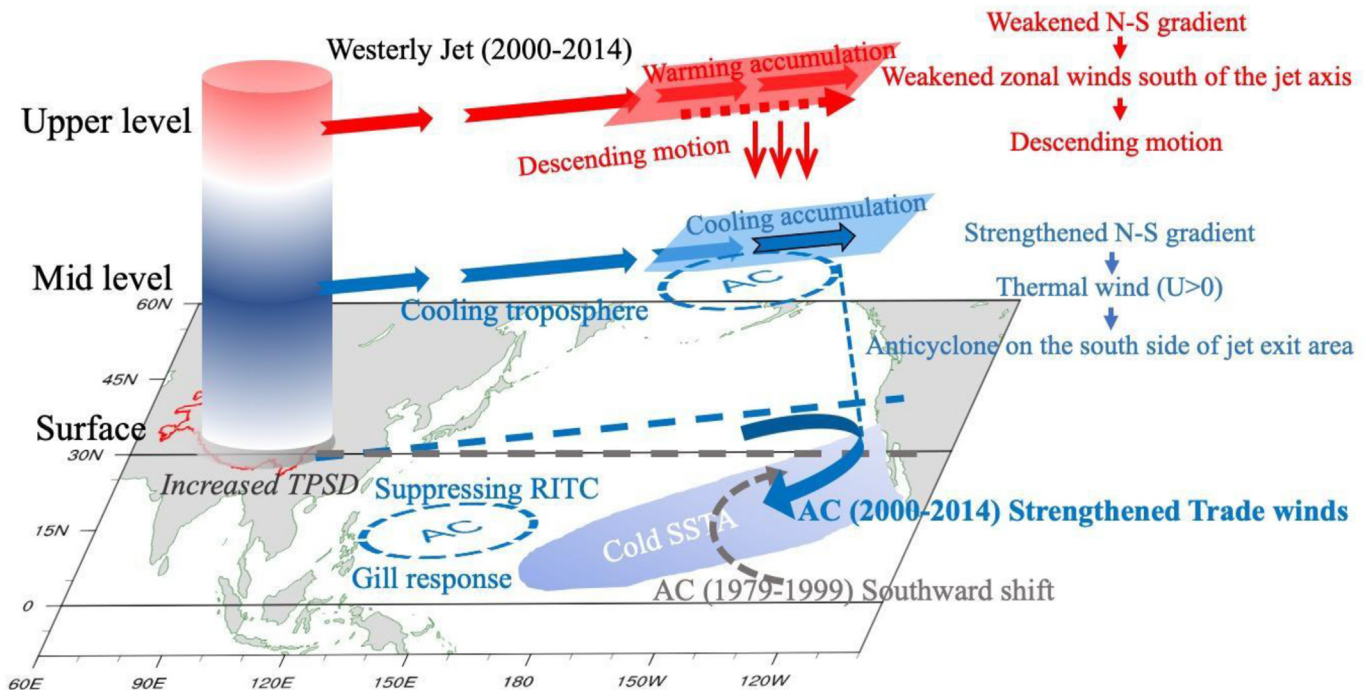 Weakened N-S gradient
Westerly Jet (2000-2014)
Warming accumulation
Weakened zonal winds south of the jet axis
Upper level
Descending motion
Descending motion
Cooling accumulation
Strengthened N-S gradient
Mid level
AC
Thermal wind (U>0)
60N
Cooling troposphere
Anticyclone on the south side of jet exit area
45N
Surface
30N
Increased TPSD
Suppressing RITC
AC
AC (2000-2014) Strengthened Trade winds
15N
Cold SSTA
Gill response
AC (1979-1999) Southward shift
0
60E 90E 120E 150E 180 150W 120W